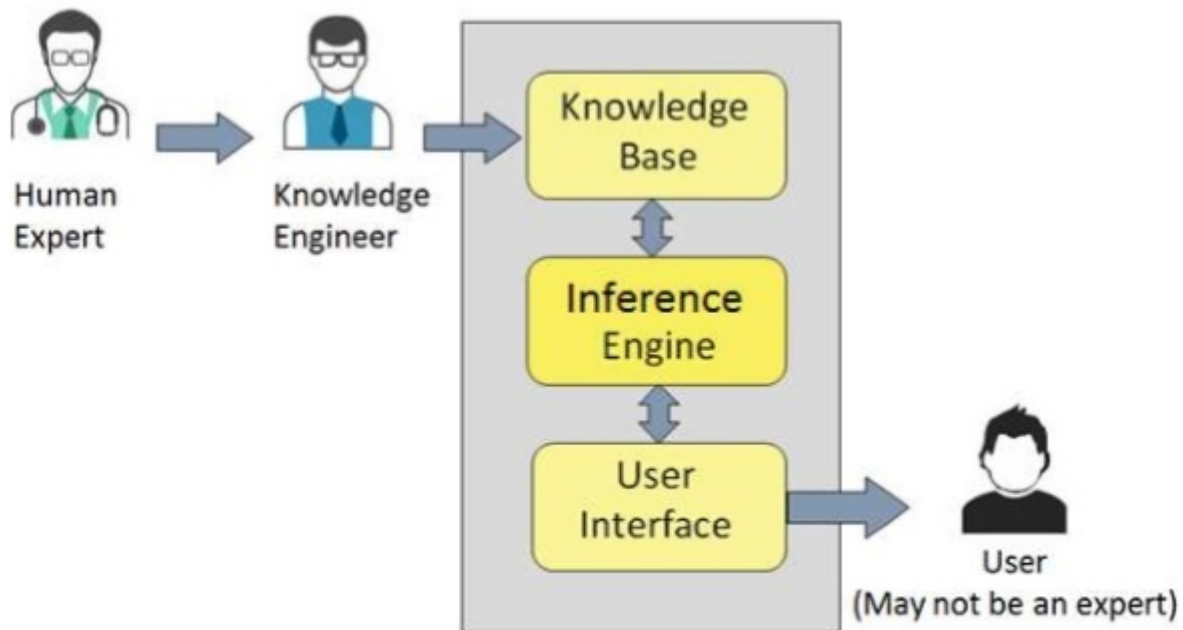 Human
Expert
Knowledge
Engineer
Knowledge
Base
Inference
Engine
User
Interface
User
(May not be an expert)